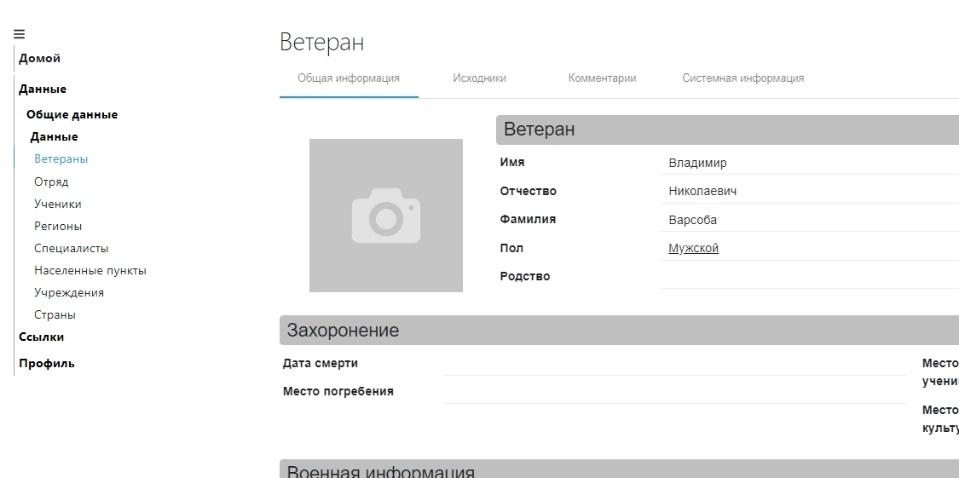 Домой
Данные
Общие данные
Данные
Ветераны
Отряд
Ученики
Регионы
Специалисты
Населенные пункты
Учреждения
Страны
Ссылки
Профиль
Ветеран
Общая информация Исходники Комментарии Системная информация
Ветеран
Имя Владимир
Отчество Николаевич
Фамилия Варсоба
Пол Мужской
Родство
Захоронение
Дата смерти
Место погребения
Место
учени
Место
культу
Военная информация